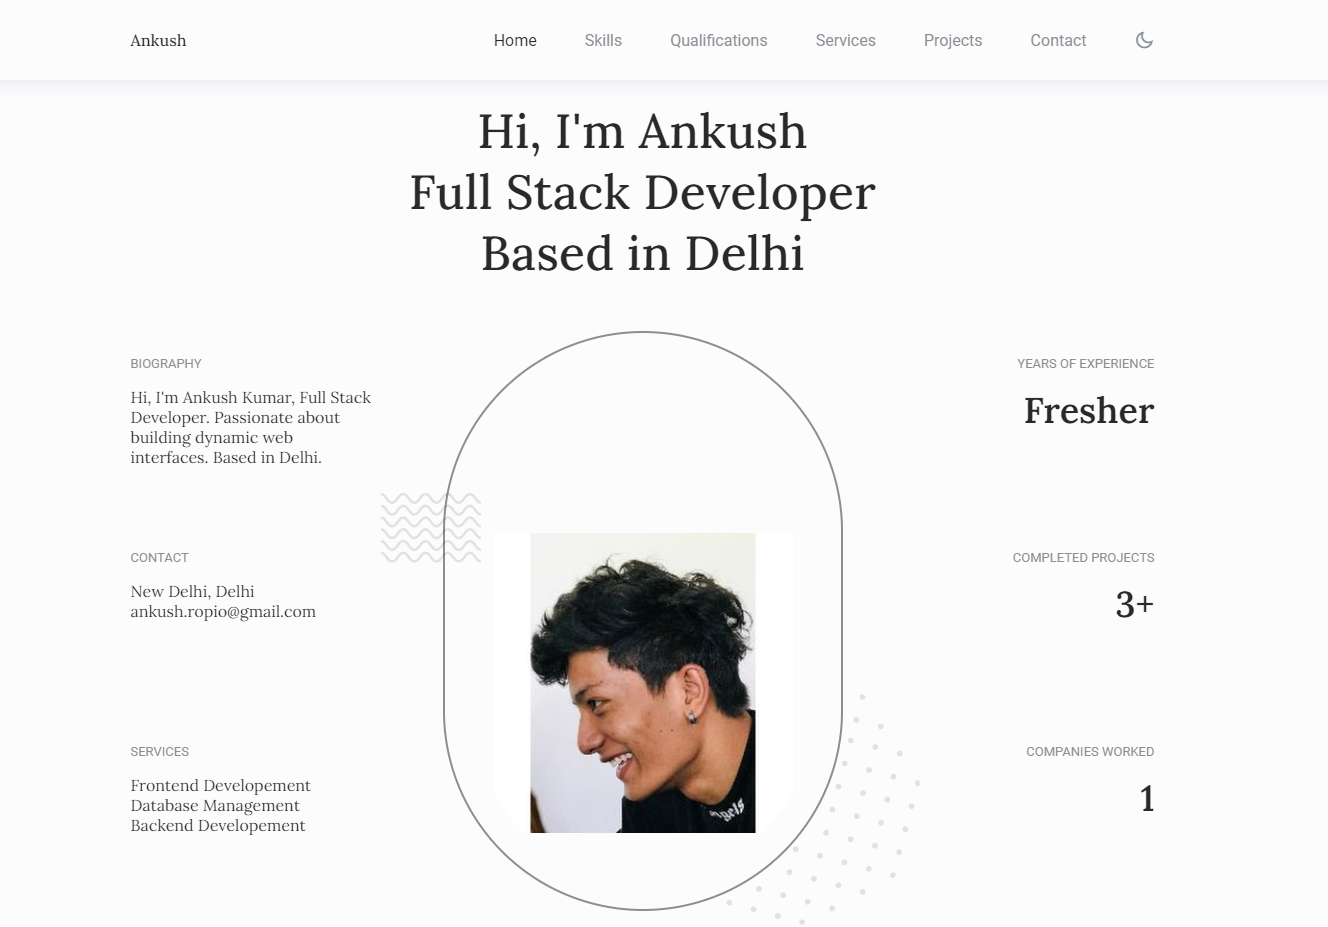 Ankush
Home
Skills
Qualifications
Services
Projects
Contact
Hi, I'm Ankush
Full Stack Developer
Based in Delhi
BIOGRAPHY
Hi, I'm Ankush Kumar, Full Stack
Developer. Passionate about
building dynamic web
interfaces. Based in Delhi.
CONTACT
New Delhi, Delhi
ankush.ropio@gmail.com
SERVICES
Frontend Developement
Database Management
Backend Developement
YEARS OF EXPERIENCE
Fresher
COMPLETED PROJECTS
3+
COMPANIES WORKED
1